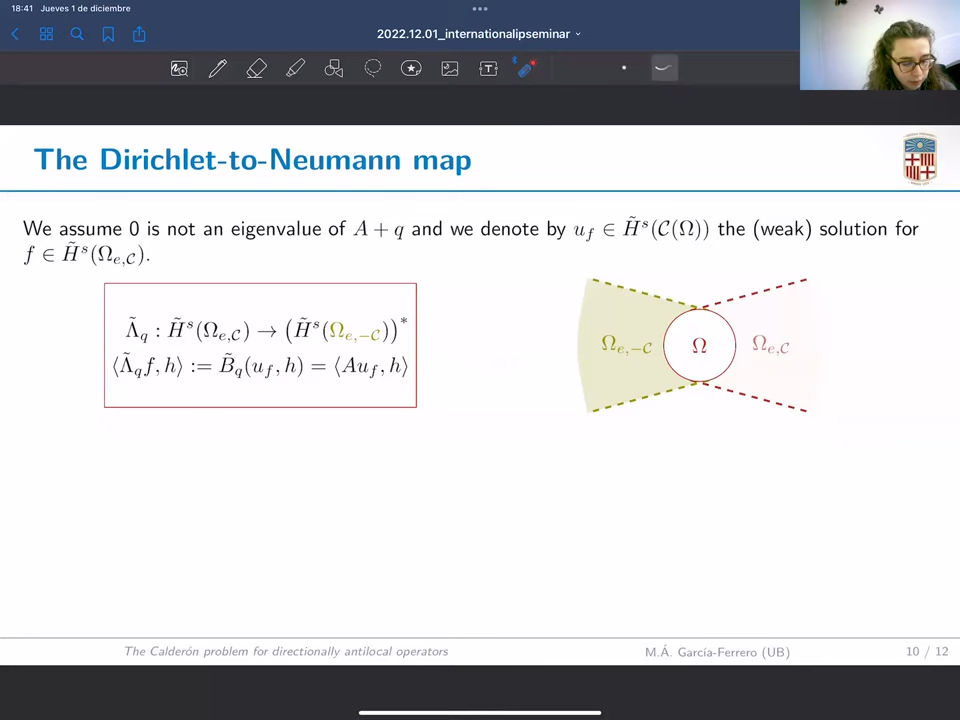 18:41 Jueves 1 de diciembre
2022.12.01_internationalipseminar
The Dirichlet-to-Neumann map
We assume 0 is not an eigenvalue of A + q and we denote by u_f ∈ H̃^s(𝒞(Ω)) the (weak) solution for
f ∈ H̃^s(Ω_{e,𝒞}).
Λ̃_q : H̃^s(Ω_{e,𝒞}) → (H̃^s(Ω_{e,−𝒞}))^*
⟨Λ̃_q f, h⟩ := B̃_q(u_f, h) = ⟨Au_f, h⟩
Ω_{e,−𝒞} Ω Ω_{e,𝒞}
The Calderón problem for directionally antilocal operators M.Á. García-Ferrero (UB) 10 / 12